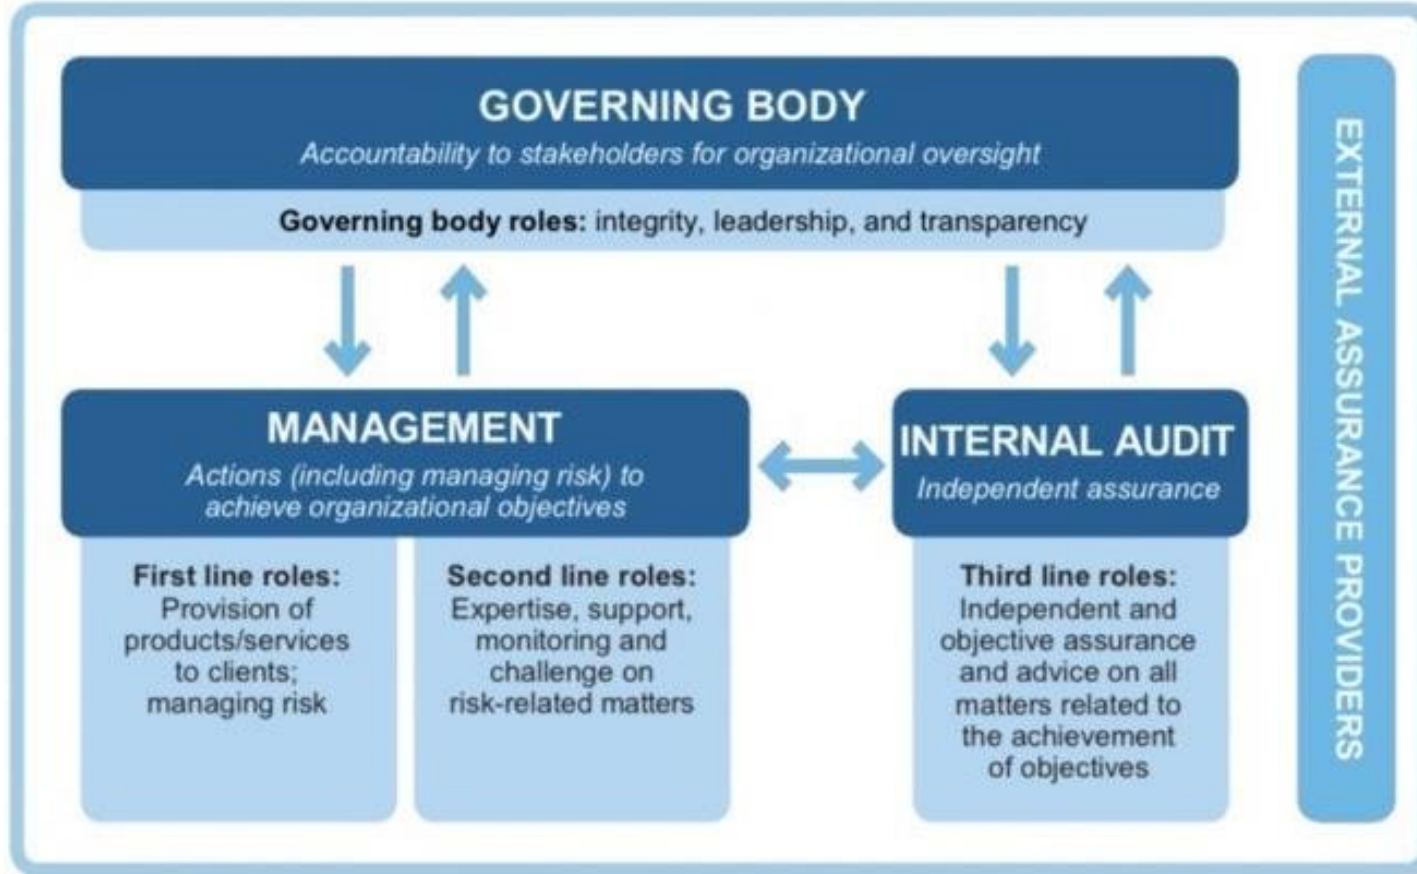 GOVERNING BODY
Accountability to stakeholders for organizational oversight
Governing body roles: integrity, leadership, and transparency
MANAGEMENT
Actions (including managing risk) to
achieve organizational objectives
First line roles:
Provision of
products/services
to clients;
managing risk
Second line roles:
Expertise, support,
monitoring and
challenge on
risk-related matters
INTERNAL AUDIT
Independent assurance
Third line roles:
Independent and
objective assurance
and advice on all
matters related to
the achievement
of objectives
EXTERNAL ASSURANCE PROVIDERS